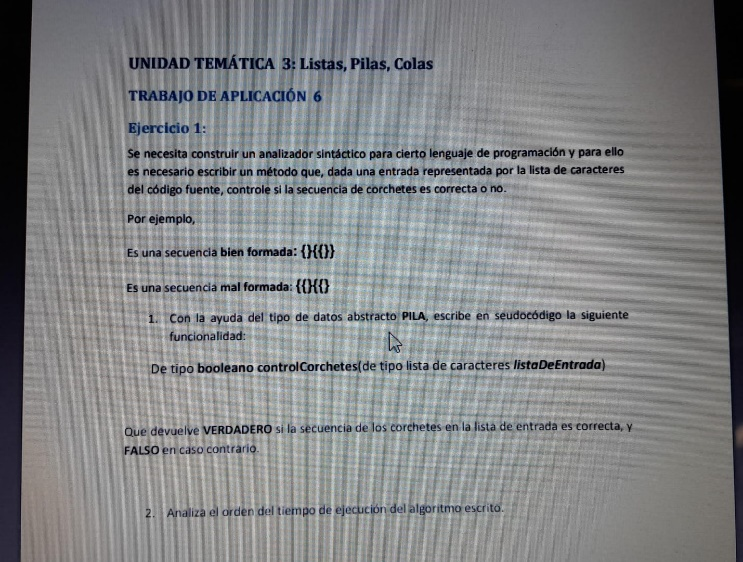 UNIDAD TEMÁTICA 3: Listas, Pilas, Colas
TRABAJO DE APLICACIÓN 6
Ejercicio 1:
Se necesita construir un analizador sintáctico para cierto lenguaje de programación y para ello
es necesario escribir un método que, dada una entrada representada por la lista de caracteres
del código fuente, controle si la secuencia de corchetes es correcta o no.
Por ejemplo,
Es una secuencia bien formada: {}{{}}
Es una secuencia mal formada: {{}{{}
1. Con la ayuda del tipo de datos abstracto PILA, escribe en seudocódigo la siguiente
funcionalidad:
De tipo booleano controlCorchetes(de tipo lista de caracteres listaDeEntrada)
Que devuelve VERDADERO si la secuencia de los corchetes en la lista de entrada es correcta, y
FALSO en caso contrario.
2. Analiza el orden del tiempo de ejecución del algoritmo escrito.